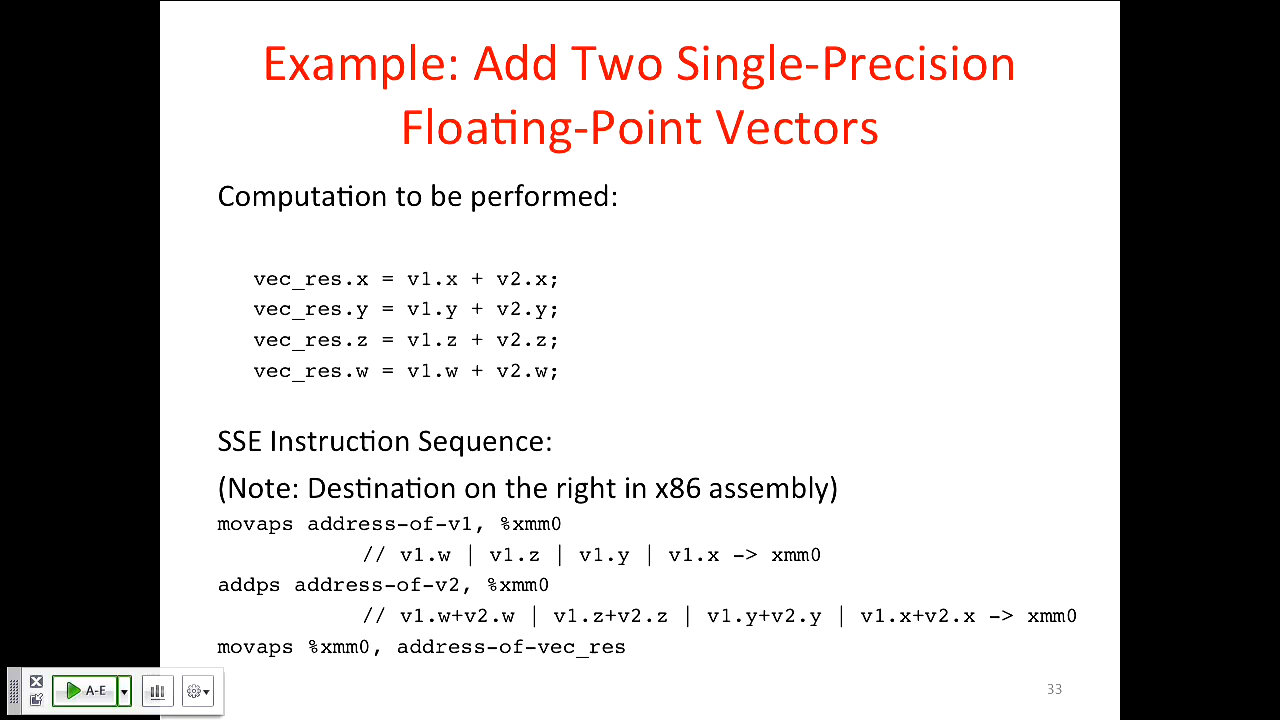 Example: Add Two Single-Precision
Floating-Point Vectors
Computation to be performed:
vec_res.x = v1.x + v2.x;
vec_res.y = v1.y + v2.y;
vec_res.z = v1.z + v2.z;
vec_res.w = v1.w + v2.w;
SSE Instruction Sequence:
(Note: Destination on the right in x86 assembly)
movaps address-of-v1, %xmm0
// v1.w | v1.z | v1.y | v1.x -> xmm0
addps address-of-v2, %xmm0
// v1.w+v2.w | v1.z+v2.z | v1.y+v2.y | v1.x+v2.x -> xmm0
movaps %xmm0, address-of-vec_res
A-E
33